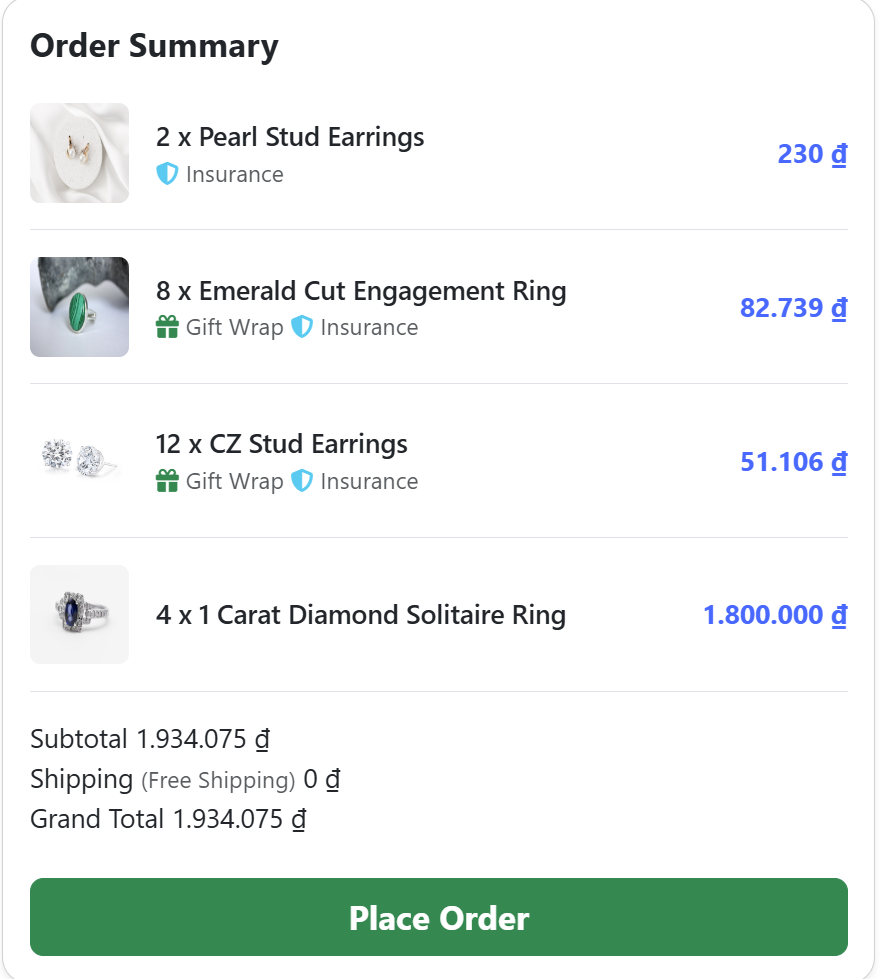 Order Summary
2 x Pearl Stud Earrings
Insurance
230 ₫
8 x Emerald Cut Engagement Ring
Gift Wrap Insurance
82.739 ₫
12 x CZ Stud Earrings
Gift Wrap Insurance
51.106 ₫
4 x 1 Carat Diamond Solitaire Ring
1.800.000 ₫
Subtotal 1.934.075 ₫
Shipping (Free Shipping) 0 ₫
Grand Total 1.934.075 ₫
Place Order